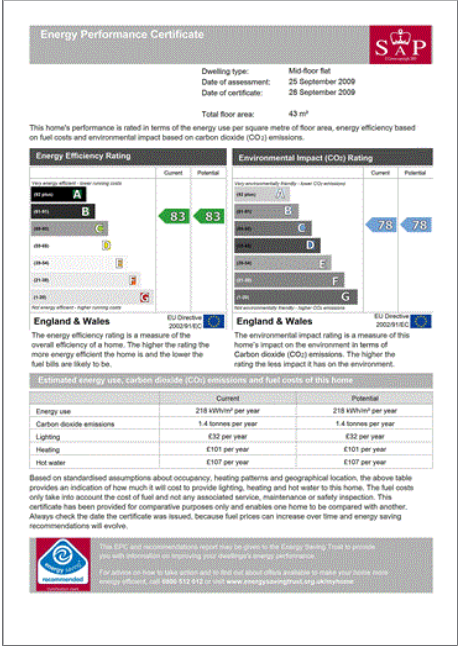 Energy Performance Certificate
SAP
Dwelling type: Mid-floor flat
Date of assessment: 25 September 2009
Date of certificate: 28 September 2009
Total floor area: 43 m²
This home's performance is rated in terms of the energy use per square metre of floor area, energy efficiency based
on fuel costs and environmental impact based on carbon dioxide (CO₂) emissions.
Energy Efficiency Rating
Current Potential
Very energy efficient - lower running costs
(92 plus) A
(81-91) B
(69-80) C
(55-68) D
(39-54) E
(21-38) F
(1-20) G
83 83
Not energy efficient - higher running costs
England & Wales
EU Directive
2002/91/EC
The energy efficiency rating is a measure of the
overall efficiency of a home. The higher the rating the
more energy efficient the home is and the lower the
fuel bills are likely to be.
Environmental Impact (CO₂) Rating
Current Potential
Very environmentally friendly - lower CO₂ emissions
(92 plus) A
(81-91) B
(69-80) C
(55-68) D
(39-54) E
(21-38) F
(1-20) G
78 78
Not environmentally friendly - higher CO₂ emissions
England & Wales
EU Directive
2002/91/EC
The environmental impact rating is a measure of this
home's impact on the environment in terms of
Carbon dioxide (CO₂) emissions. The higher the
rating the less impact it has on the environment.
Estimated energy use, carbon dioxide (CO₂) emissions and fuel costs of this home
Current Potential
Energy use 218 kWh/m² per year 218 kWh/m² per year
Carbon dioxide emissions 1.4 tonnes per year 1.4 tonnes per year
Lighting £32 per year £32 per year
Heating £101 per year £101 per year
Hot water £107 per year £107 per year
Based on standardised assumptions about occupancy, heating patterns and geographical location, the above table
provides an indication of how much it will cost to provide lighting, heating and hot water to this home. The fuel costs
only take into account the cost of fuel and not any associated service, maintenance or safety inspection. This
certificate has been provided for comparative purposes only and enables one home to be compared with another.
Always check the date the certificate was issued, because fuel prices can increase over time and energy saving
recommendations will evolve.
energy saving
recommended
This EPC and recommendations report may be given to the Energy Saving Trust to provide
you with information on improving your dwelling's energy performance.
For advice on how to take action and to find out about offers available to make your home more
energy efficient, call 0800 512 012 or visit www.energysavingtrust.org.uk/myhome